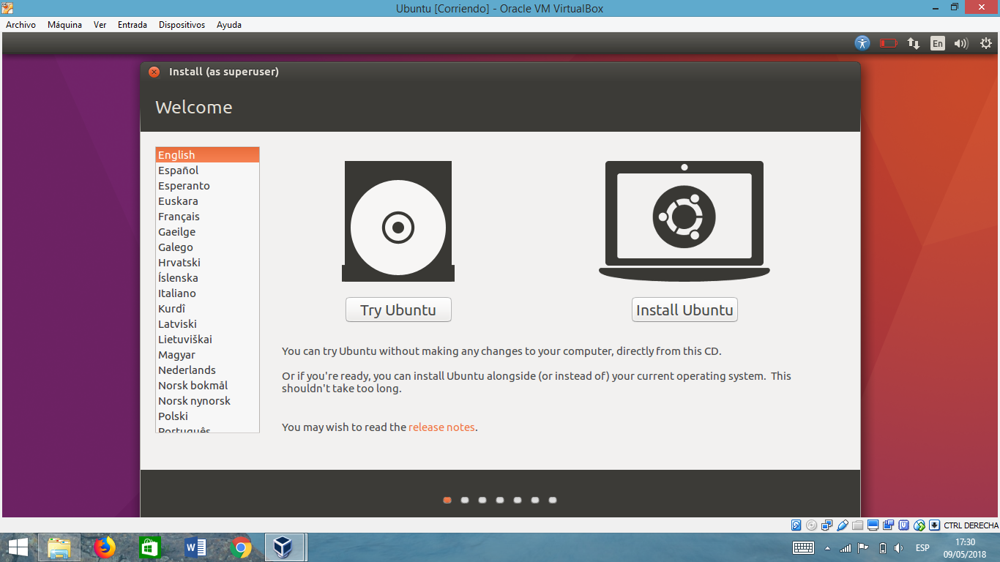 Ubuntu [Corriendo] - Oracle VM VirtualBox
Archivo Máquina Ver Entrada Dispositivos Ayuda
En
Install (as superuser)
Welcome
English
Español
Esperanto
Euskara
Français
Gaeilge
Galego
Hrvatski
Íslenska
Italiano
Kurdî
Latviski
Lietuviškai
Magyar
Nederlands
Norsk bokmål
Norsk nynorsk
Polski
Português
Try Ubuntu
Install Ubuntu
You can try Ubuntu without making any changes to your computer, directly from this CD.
Or if you're ready, you can install Ubuntu alongside (or instead of) your current operating system. This
shouldn't take too long.
You may wish to read the release notes.
CTRL DERECHA
ESP
17:30
09/05/2018